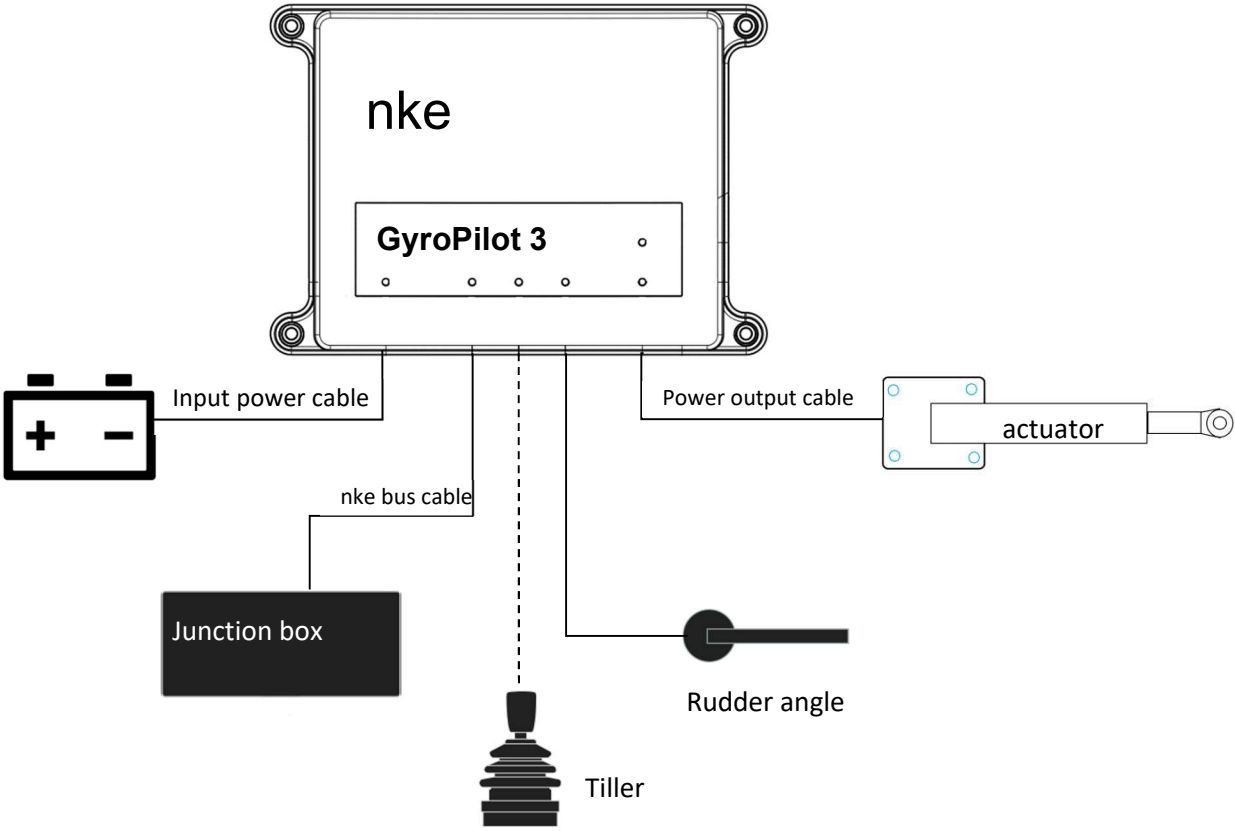 nke
GyroPilot 3
Input power cable
Power output cable
+ -
actuator
nke bus cable
Junction box
Rudder angle
Tiller